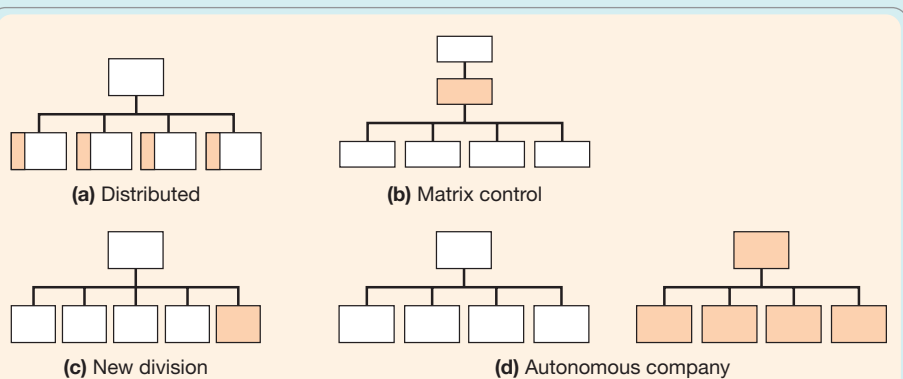 (a) Distributed
(b) Matrix control
(c) New division
(d) Autonomous company